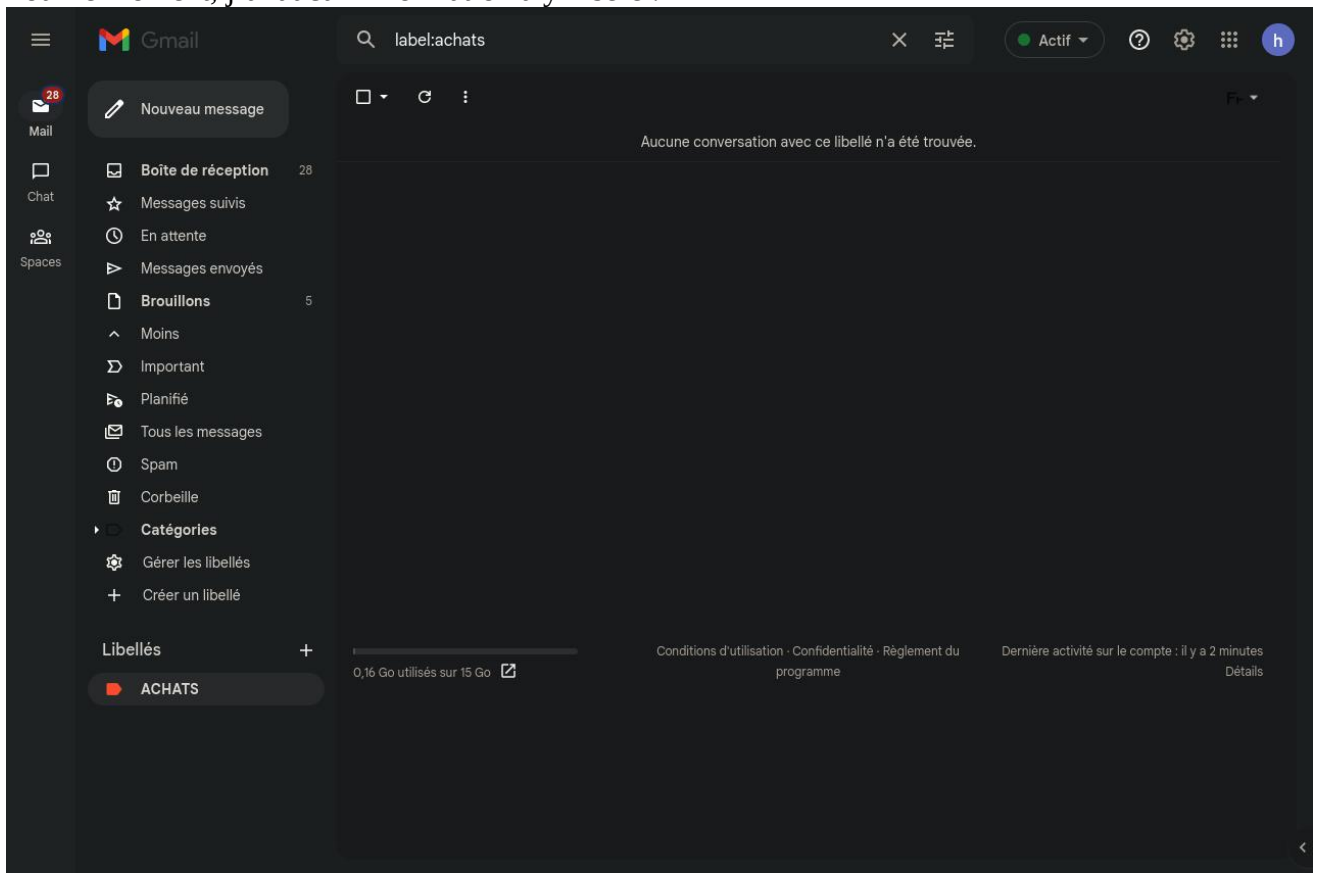 Gmail
label:achats
Actif
h
28
Mail
Nouveau message
Aucune conversation avec ce libellé n'a été trouvée.
Boîte de réception 28
Chat
Messages suivis
En attente
Spaces
Messages envoyés
Brouillons 5
Moins
Important
Planifié
Tous les messages
Spam
Corbeille
Catégories
Gérer les libellés
Créer un libellé
Libellés
ACHATS
0,16 Go utilisés sur 15 Go
Conditions d'utilisation · Confidentialité · Règlement du
programme
Dernière activité sur le compte : il y a 2 minutes
Détails